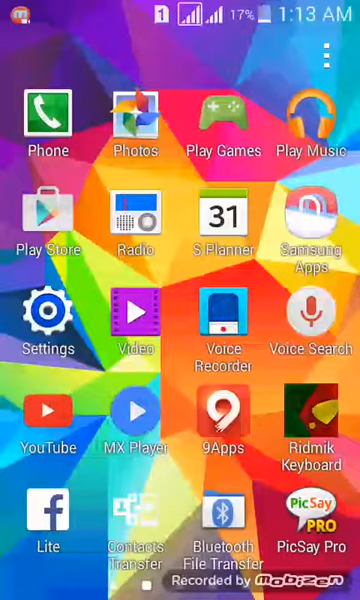 1 17% 1:13 AM
Phone Photos Play Games Play Music
Play Store Radio 31 S Planner Samsung
Apps
Settings Video Voice Voice Search
Recorder
YouTube MX Player 9Apps Ridmik
Keyboard
Lite Contacts Bluetooth PicSay PRO PicSay Pro
Transfer File Transfer
Recorded by Mobizen